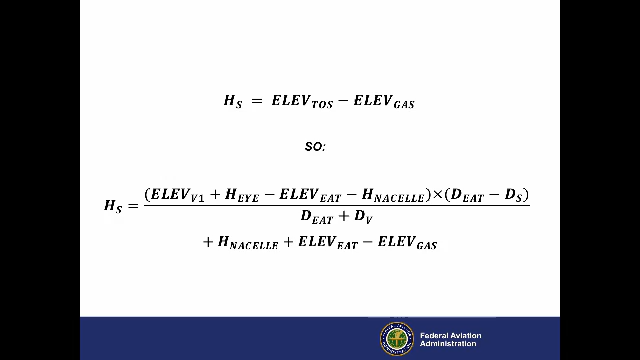 H_S = ELEV_TOS − ELEV_GAS
SO:
H_S = (ELEV_V1 + H_EYE − ELEV_EAT − H_NACELLE)×(D_EAT − D_S)
D_EAT + D_V
+ H_NACELLE + ELEV_EAT − ELEV_GAS
Federal Aviation
Administration